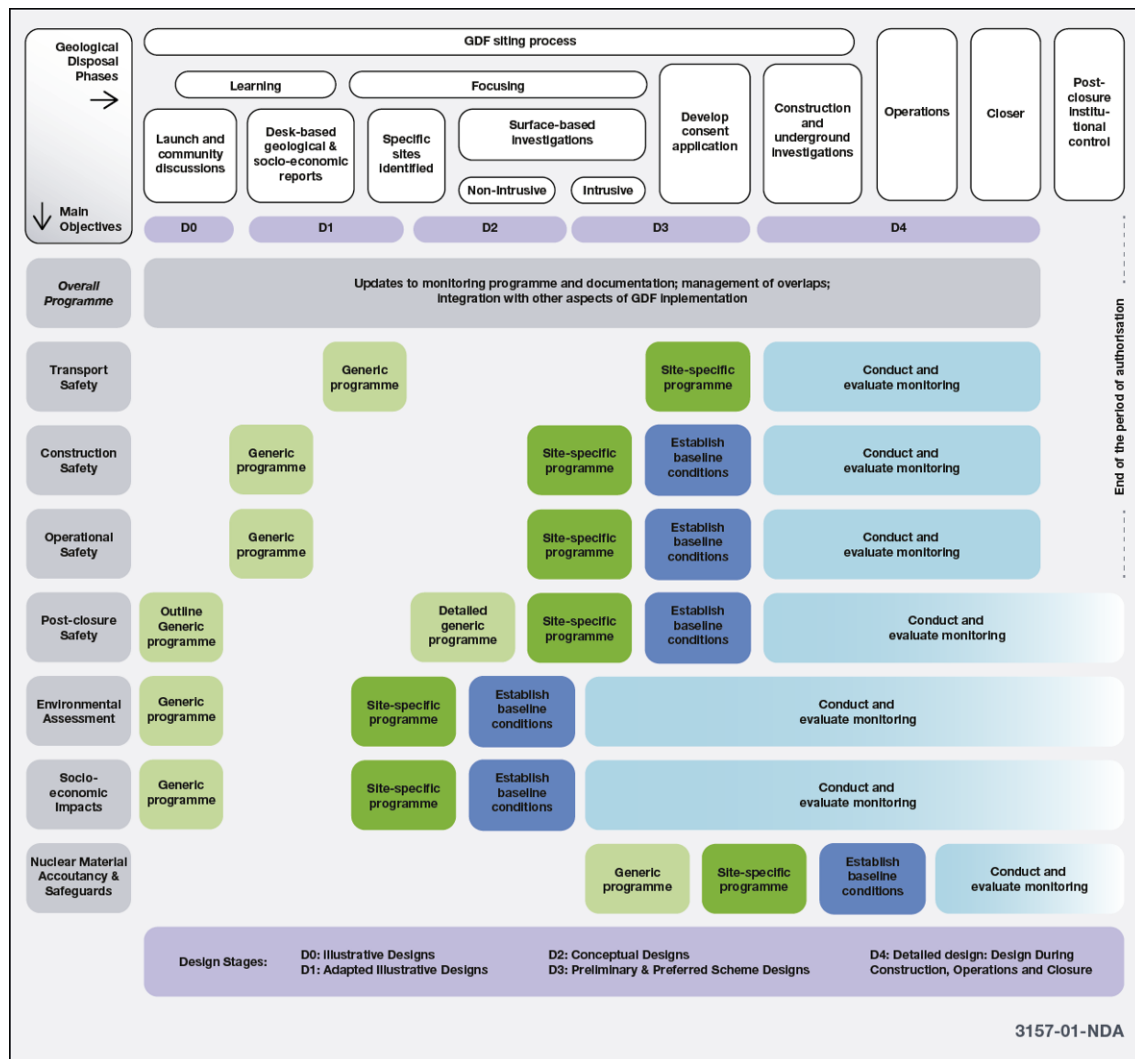 Geological
Disposal
Phases
Main
Objectives
GDF siting process
Learning
Focusing
Launch and
community
discussions
Desk-based
geological &
socio-economic
reports
Specific
sites
identified
Surface-based
investigations
Non-Intrusive
Intrusive
Develop
consent
application
Construction
and
underground
investigations
Operations
Closer
Post-
closure
institu-
tional
control
D0
D1
D2
D3
D4
Overall
Programme
Updates to monitoring programme and documentation; management of overlaps;
integration with other aspects of GDF inplementation
End of the period of authorisation
Transport
Safety
Generic
programme
Site-specific
programme
Conduct and
evaluate monitoring
Construction
Safety
Generic
programme
Site-specific
programme
Establish
baseline
conditions
Conduct and
evaluate monitoring
Operational
Safety
Generic
programme
Site-specific
programme
Establish
baseline
conditions
Conduct and
evaluate monitoring
Post-closure
Safety
Outline
Generic
programme
Detailed
generic
programme
Site-specific
programme
Establish
baseline
conditions
Conduct and
evaluate monitoring
Environmental
Assessment
Generic
programme
Site-specific
programme
Establish
baseline
conditions
Conduct and
evaluate monitoring
Socio-
economic
Impacts
Generic
programme
Site-specific
programme
Establish
baseline
conditions
Conduct and
evaluate monitoring
Nuclear Material
Accoutancy &
Safeguards
Generic
programme
Site-specific
programme
Establish
baseline
conditions
Conduct and
evaluate monitoring
Design Stages:
D0: Illustrative Designs
D1: Adapted Illustrative Designs
D2: Conceptual Designs
D3: Preliminary & Preferred Scheme Designs
D4: Detailed design: Design During
Construction, Operations and Closure
3157-01-NDA